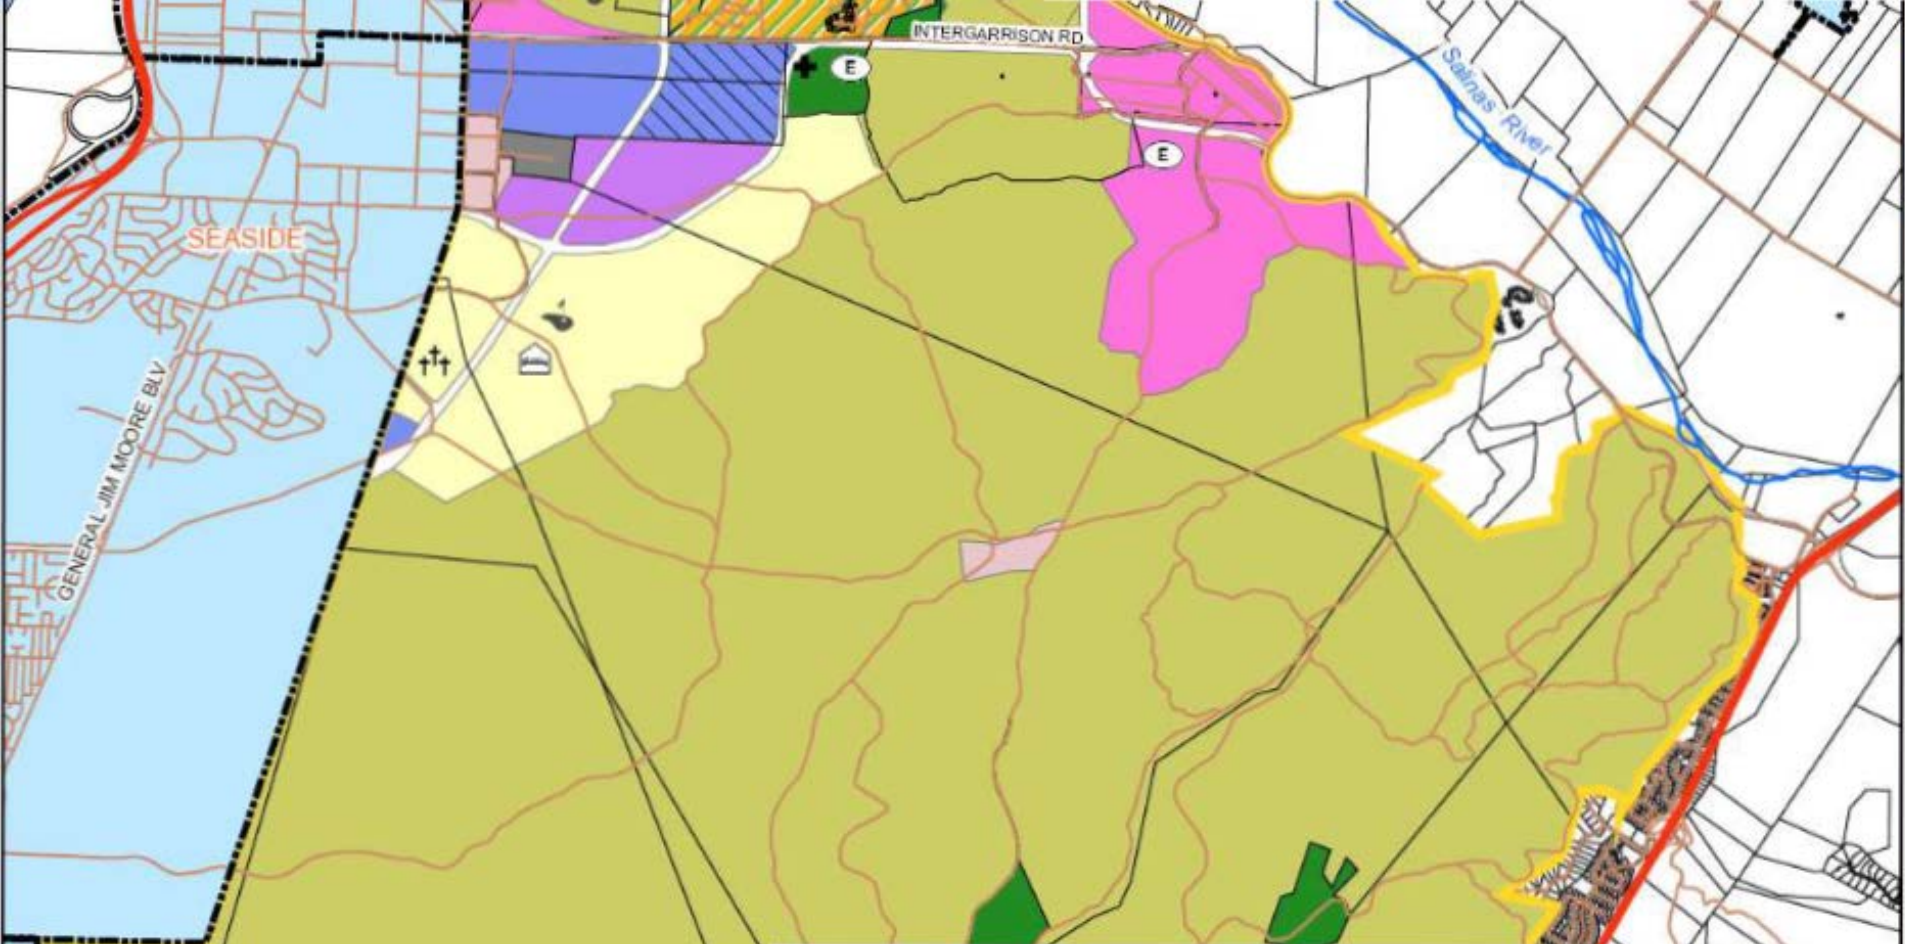 INTERGARRISON RD
E
Salinas River
E
SEASIDE
GENERAL JIM MOORE BLV